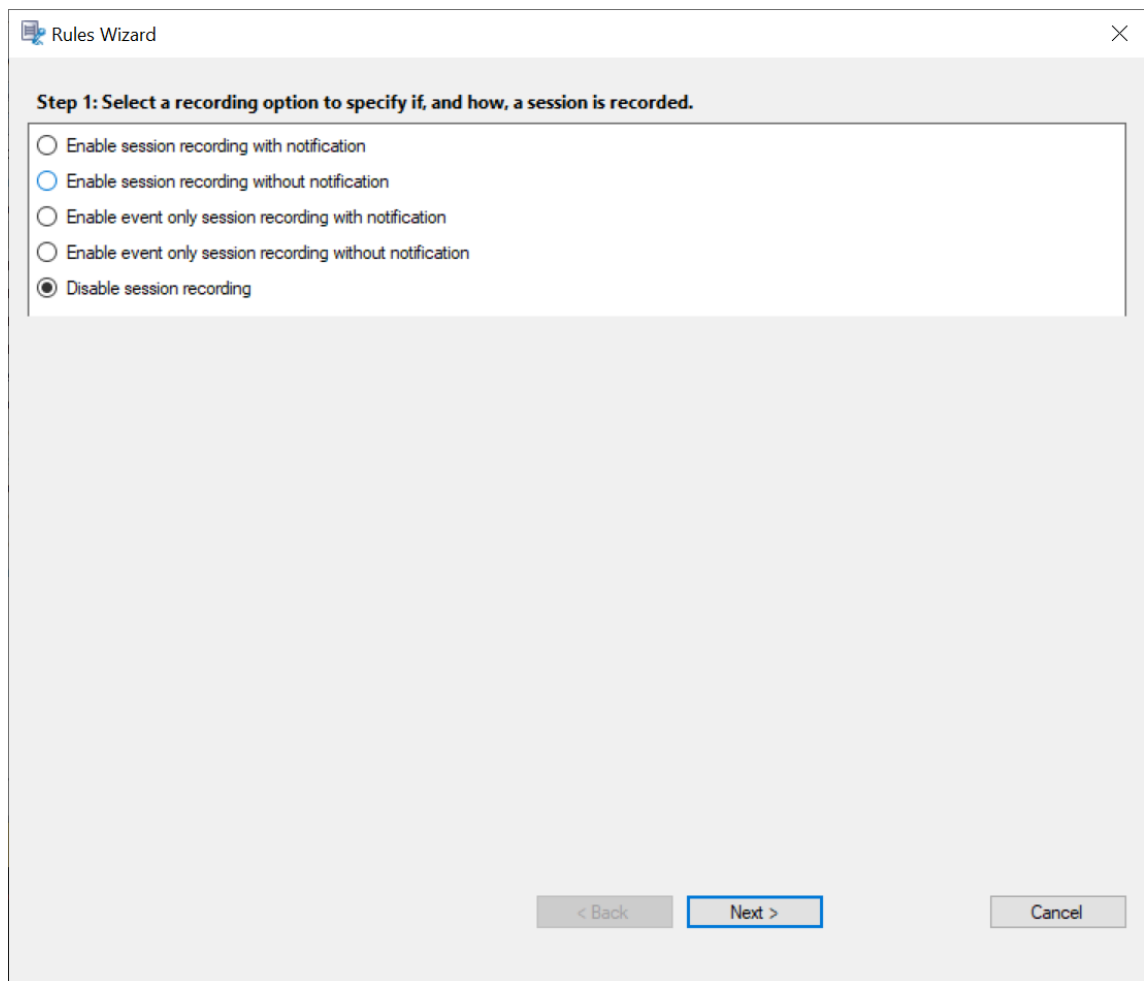 Rules Wizard
Step 1: Select a recording option to specify if, and how, a session is recorded.
Enable session recording with notification
Enable session recording without notification
Enable event only session recording with notification
Enable event only session recording without notification
Disable session recording
< Back
Next >
Cancel